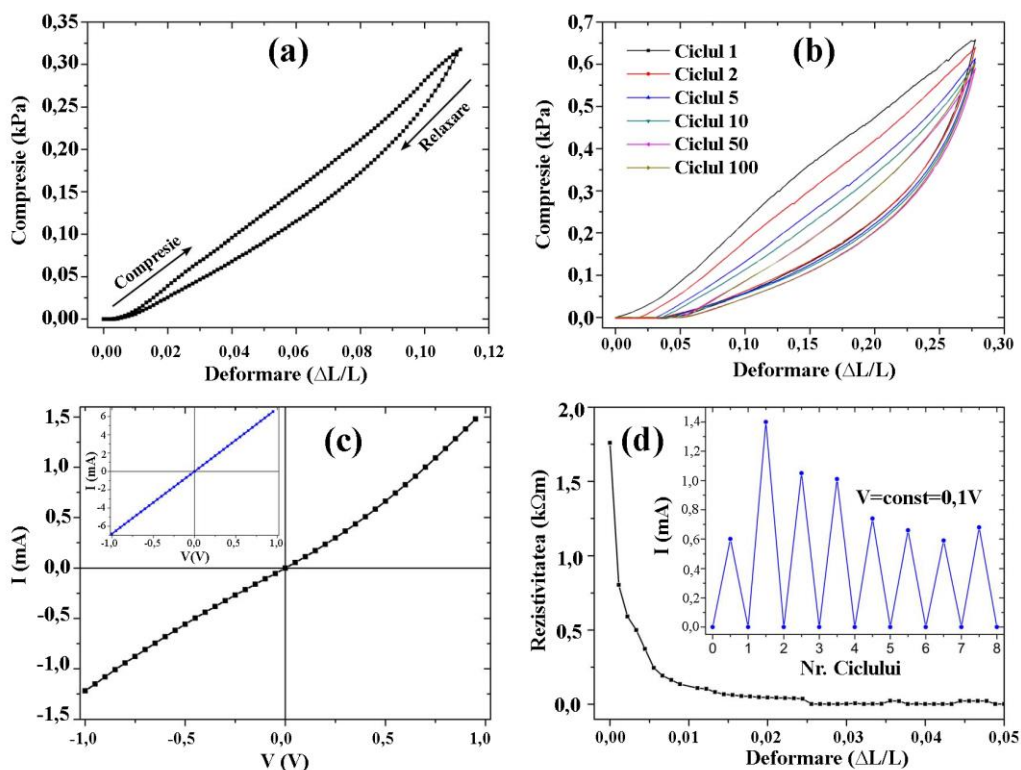 (a)
Compresie (kPa)
0,35
0,30
0,25
0,20
0,15
0,10
0,05
0,00
Compresie
Relaxare
0,00 0,02 0,04 0,06 0,08 0,10 0,12
Deformare (ΔL/L)
(b)
Compresie (kPa)
0,7
0,6
0,5
0,4
0,3
0,2
0,1
0,0
Ciclul 1
Ciclul 2
Ciclul 5
Ciclul 10
Ciclul 50
Ciclul 100
0,00 0,05 0,10 0,15 0,20 0,25 0,30
Deformare (ΔL/L)
(c)
I (mA)
1,5
1,0
0,5
0,0
-0,5
-1,0
-1,5
I (mA)
6
4
2
0
-2
-4
-6
-1,0 -0,5 0,0 0,5 1,0
V(V)
-1,0 -0,5 0,0 0,5 1,0
V (V)
(d)
Rezistivitatea (kΩm)
2,0
1,5
1,0
0,5
0,0
I (mA)
1,4
1,2
1,0
0,8
0,6
0,4
0,2
0,0
V=const=0,1V
0 1 2 3 4 5 6 7 8
Nr. Ciclului
0,00 0,01 0,02 0,03 0,04 0,05
Deformare (ΔL/L)